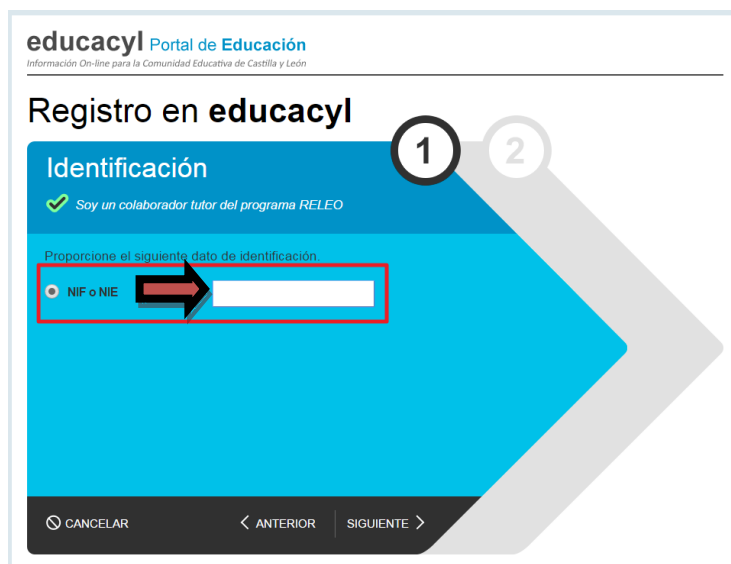 educacyl Portal de Educación
Información On-line para la Comunidad Educativa de Castilla y León
Registro en educacyl
1
2
Identificación
Soy un colaborador tutor del programa RELEO
Proporcione el siguiente dato de identificación.
NIF o NIE
CANCELAR
ANTERIOR
SIGUIENTE